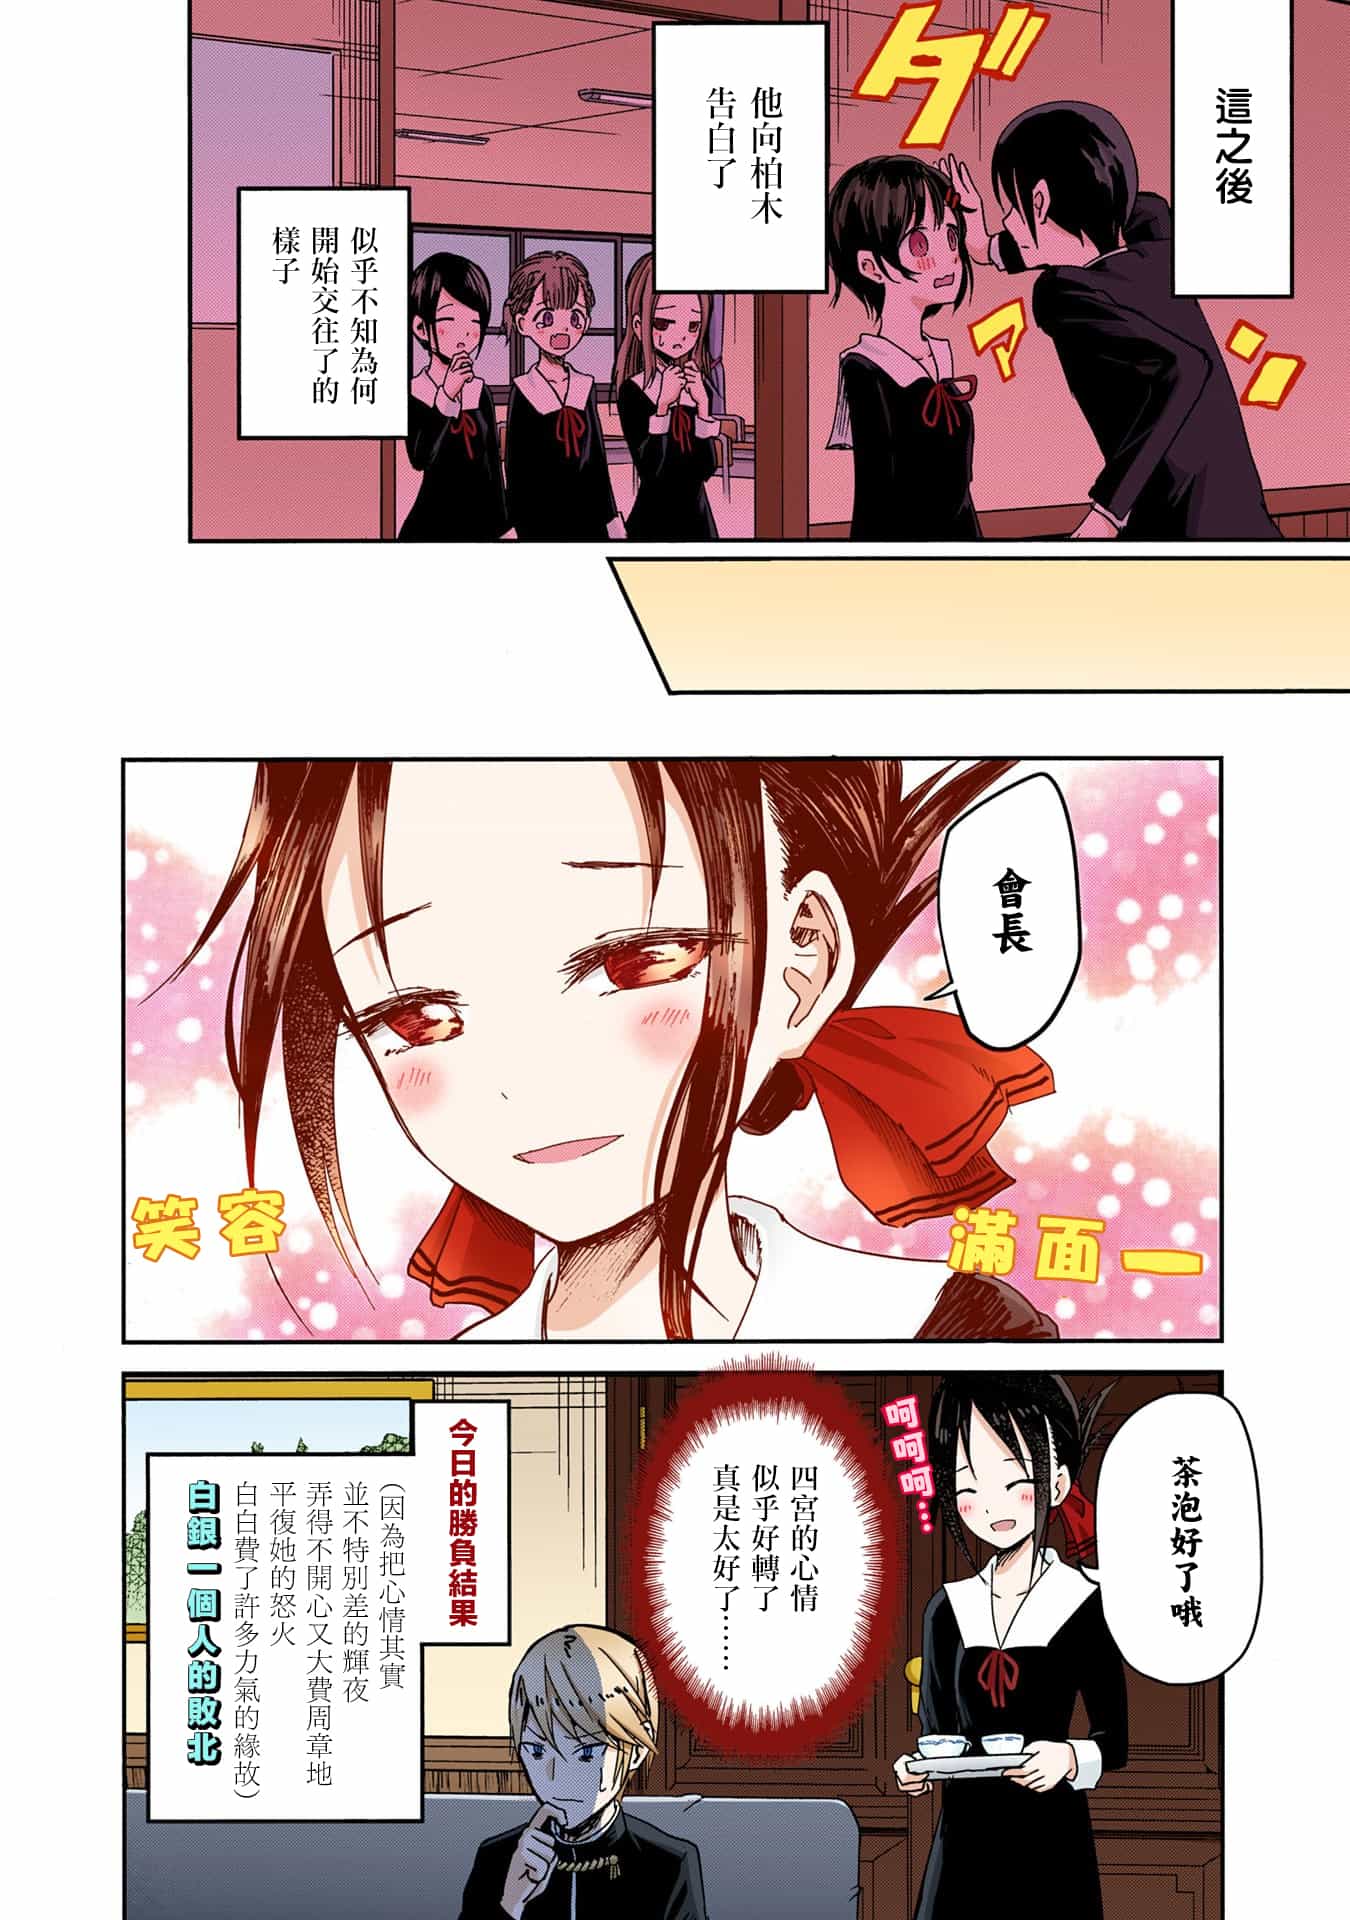 這之後
ダァン
他向柏木
告白了
似乎不知為何
開始交往了的
樣子
會長
滿面一
笑容
茶泡好了哦
呵呵呵…
四宮的心情
似乎好轉了
真是太好了……
今日的勝負結果
(因為把心情其實
並不特別差的輝夜
弄得不開心又大費周章地
平復她的怒火
白白費了許多力氣的緣故)
白銀一個人的敗北